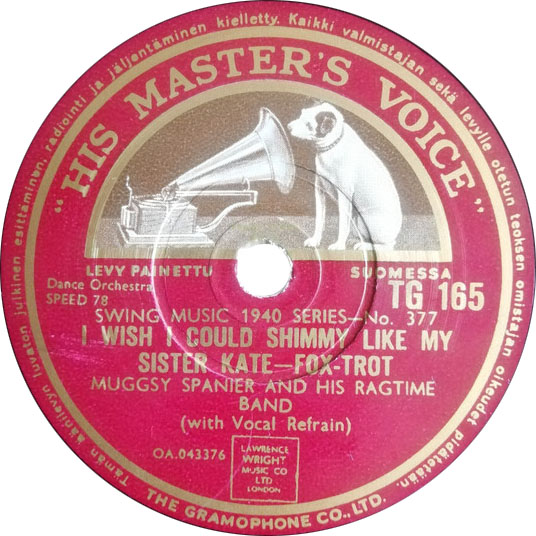 Tämän äänilevyn luvaton julkinen esittäminen, radiointi ja jäljentäminen kielletty. Kaikki valmistajan sekä levylle otetun teoksen omistajan oikeudet pidätetään.
"HIS MASTER'S VOICE"
LEVY PAINETTU SUOMESSA
Dance Orchestra
SPEED 78
TG 165
SWING MUSIC 1940 SERIES—No. 377
I WISH I COULD SHIMMY LIKE MY
SISTER KATE—FOX-TROT
MUGGSY SPANIER AND HIS RAGTIME
BAND
(with Vocal Refrain)
OA.043376
LAWRENCE
WRIGHT
MUSIC CO
LTD
LONDON
THE GRAMOPHONE CO., LTD.